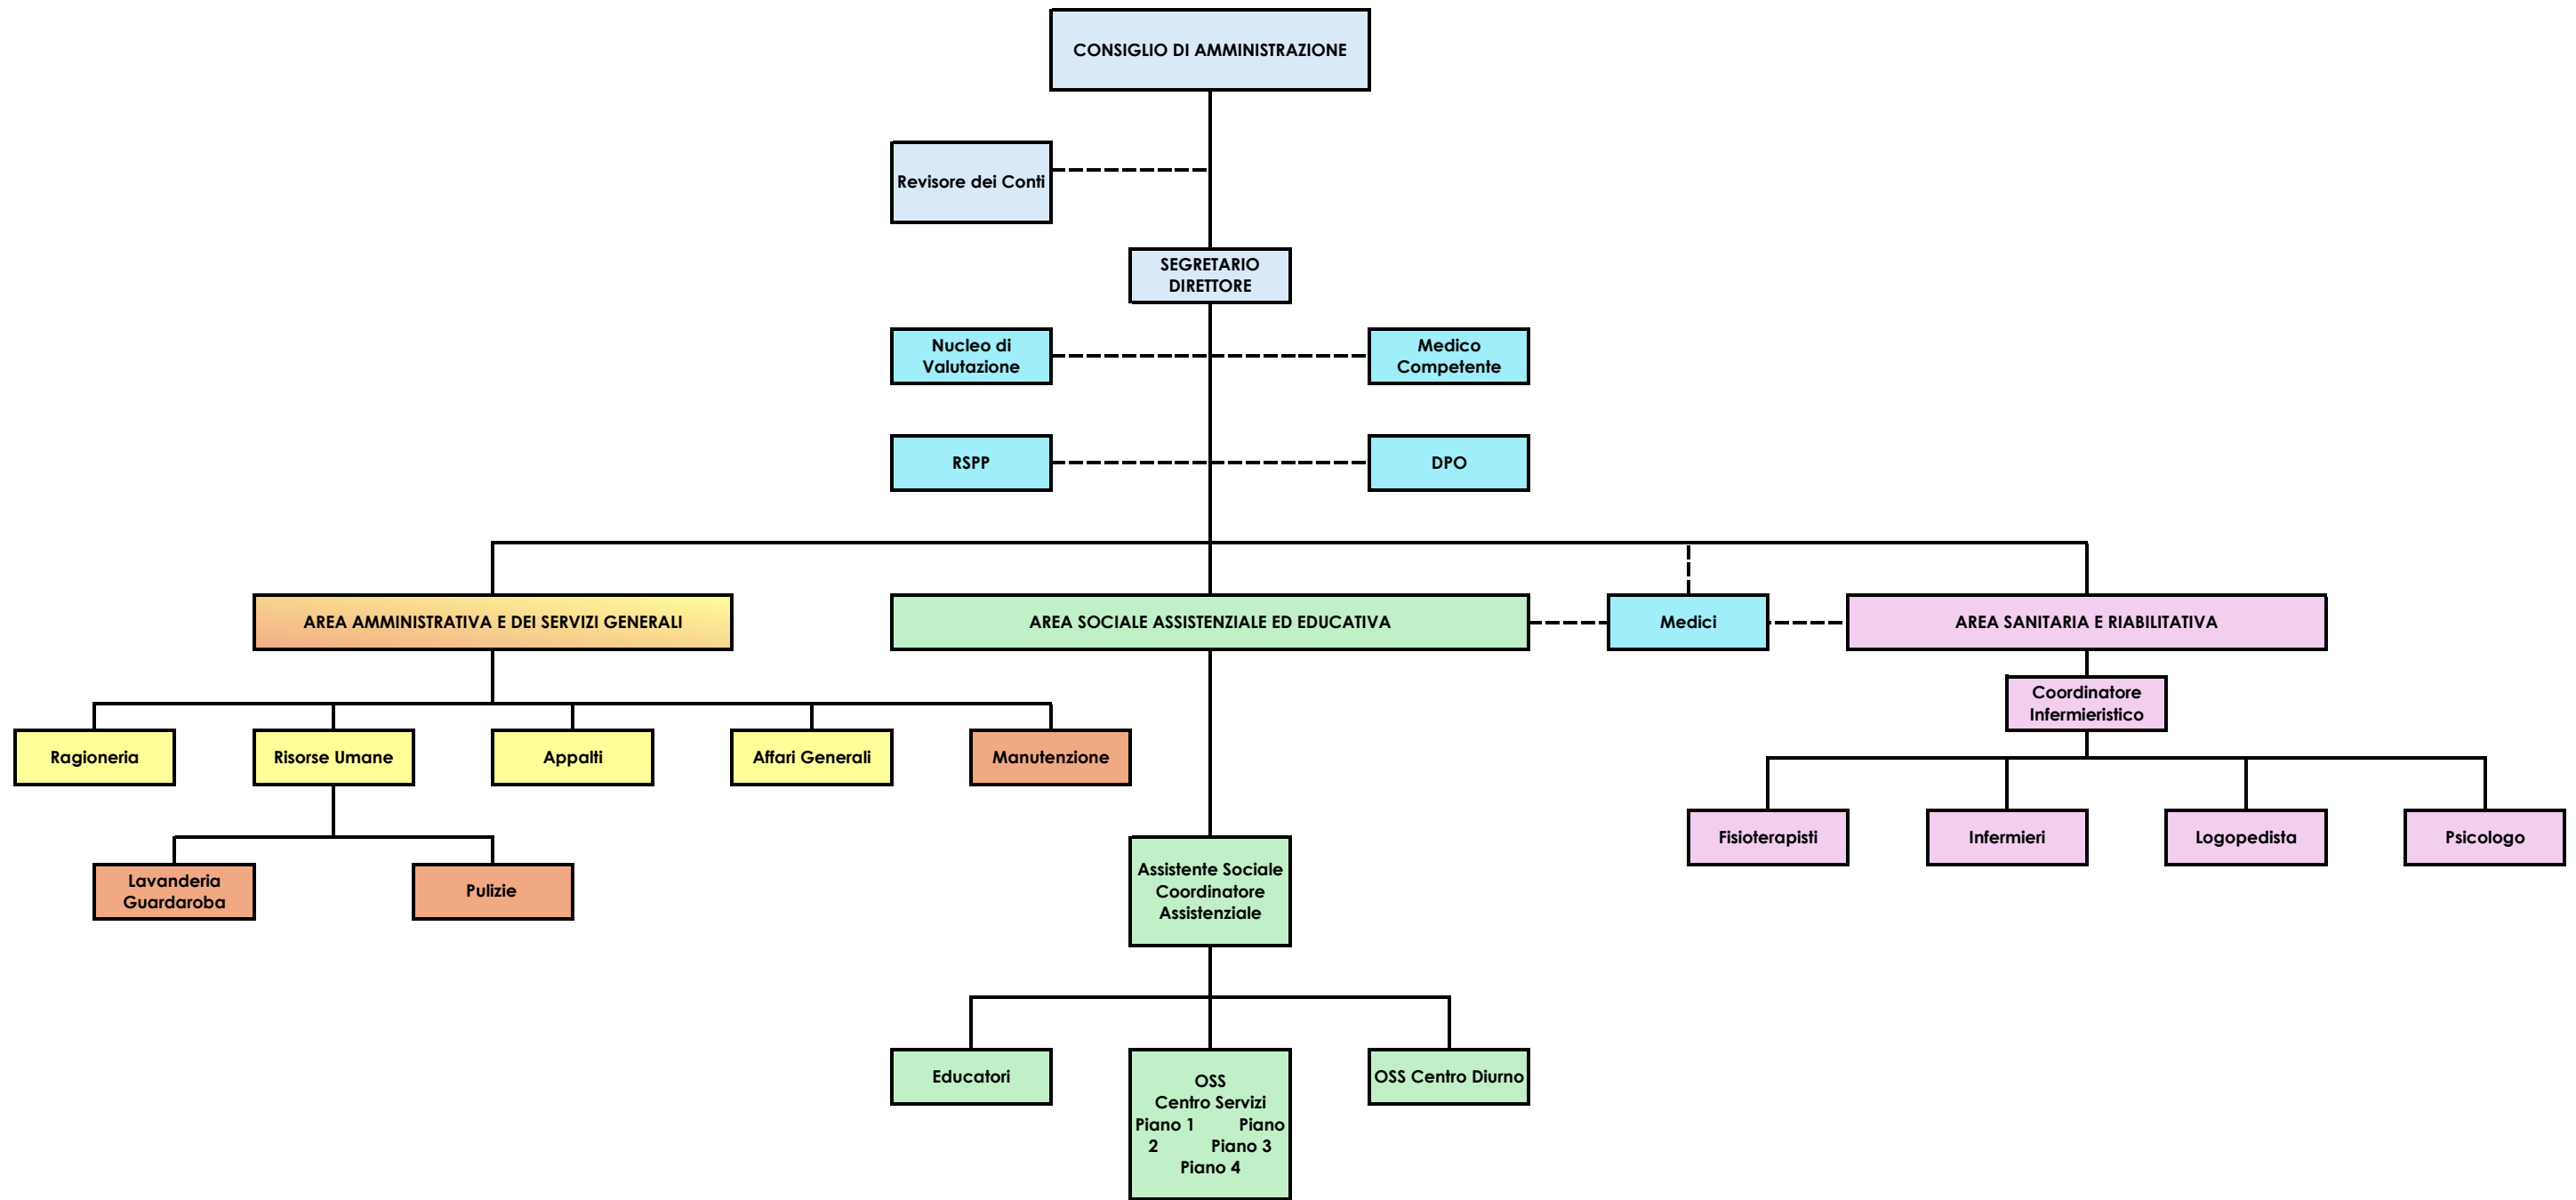 CONSIGLIO DI AMMINISTRAZIONE
Revisore dei Conti
SEGRETARIO
DIRETTORE
Nucleo di
Valutazione
Medico
Competente
RSPP
DPO
AREA AMMINISTRATIVA E DEI SERVIZI GENERALI
AREA SOCIALE ASSISTENZIALE ED EDUCATIVA
Medici
AREA SANITARIA E RIABILITATIVA
Coordinatore
Infermieristico
Ragioneria
Risorse Umane
Appalti
Affari Generali
Manutenzione
Fisioterapisti
Infermieri
Logopedista
Psicologo
Lavanderia
Guardaroba
Pulizie
Assistente Sociale
Coordinatore
Assistenziale
Educatori
OSS
Centro Servizi
Piano 1 Piano
2 Piano 3
Piano 4
OSS Centro Diurno